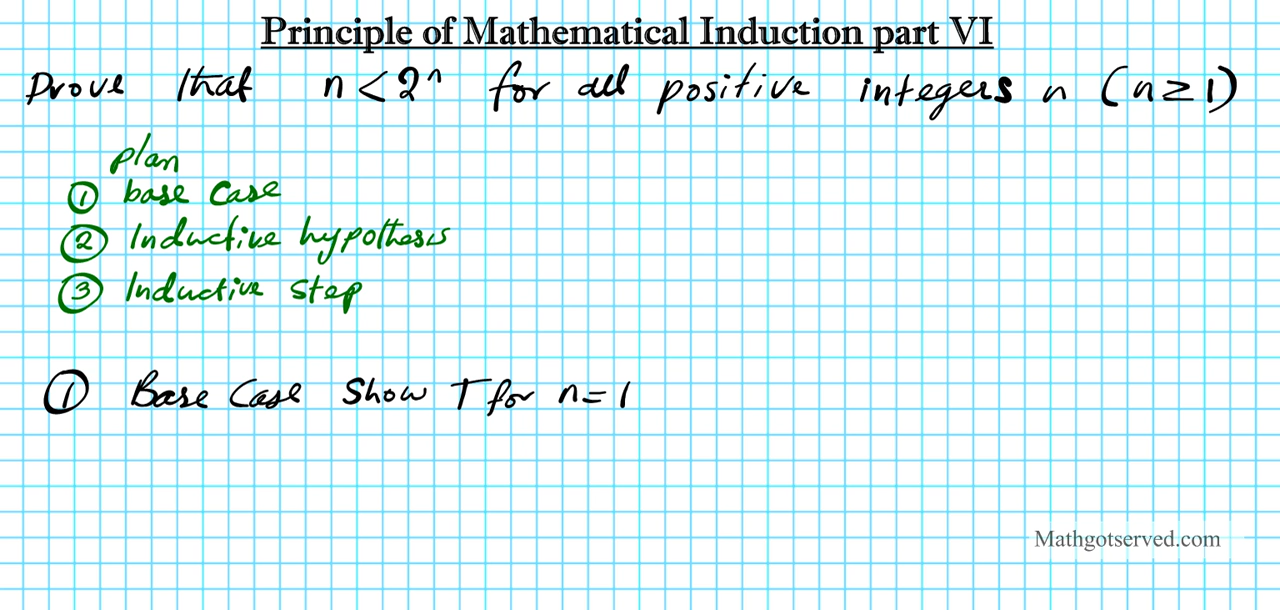 Principle of Mathematical Induction part VI
Prove that n < 2ⁿ for all positive integers n (n ≥ 1)
plan
① base case
② Inductive hypothesis
③ Inductive step
① Base Case Show T for n = 1
Mathgotserved.com